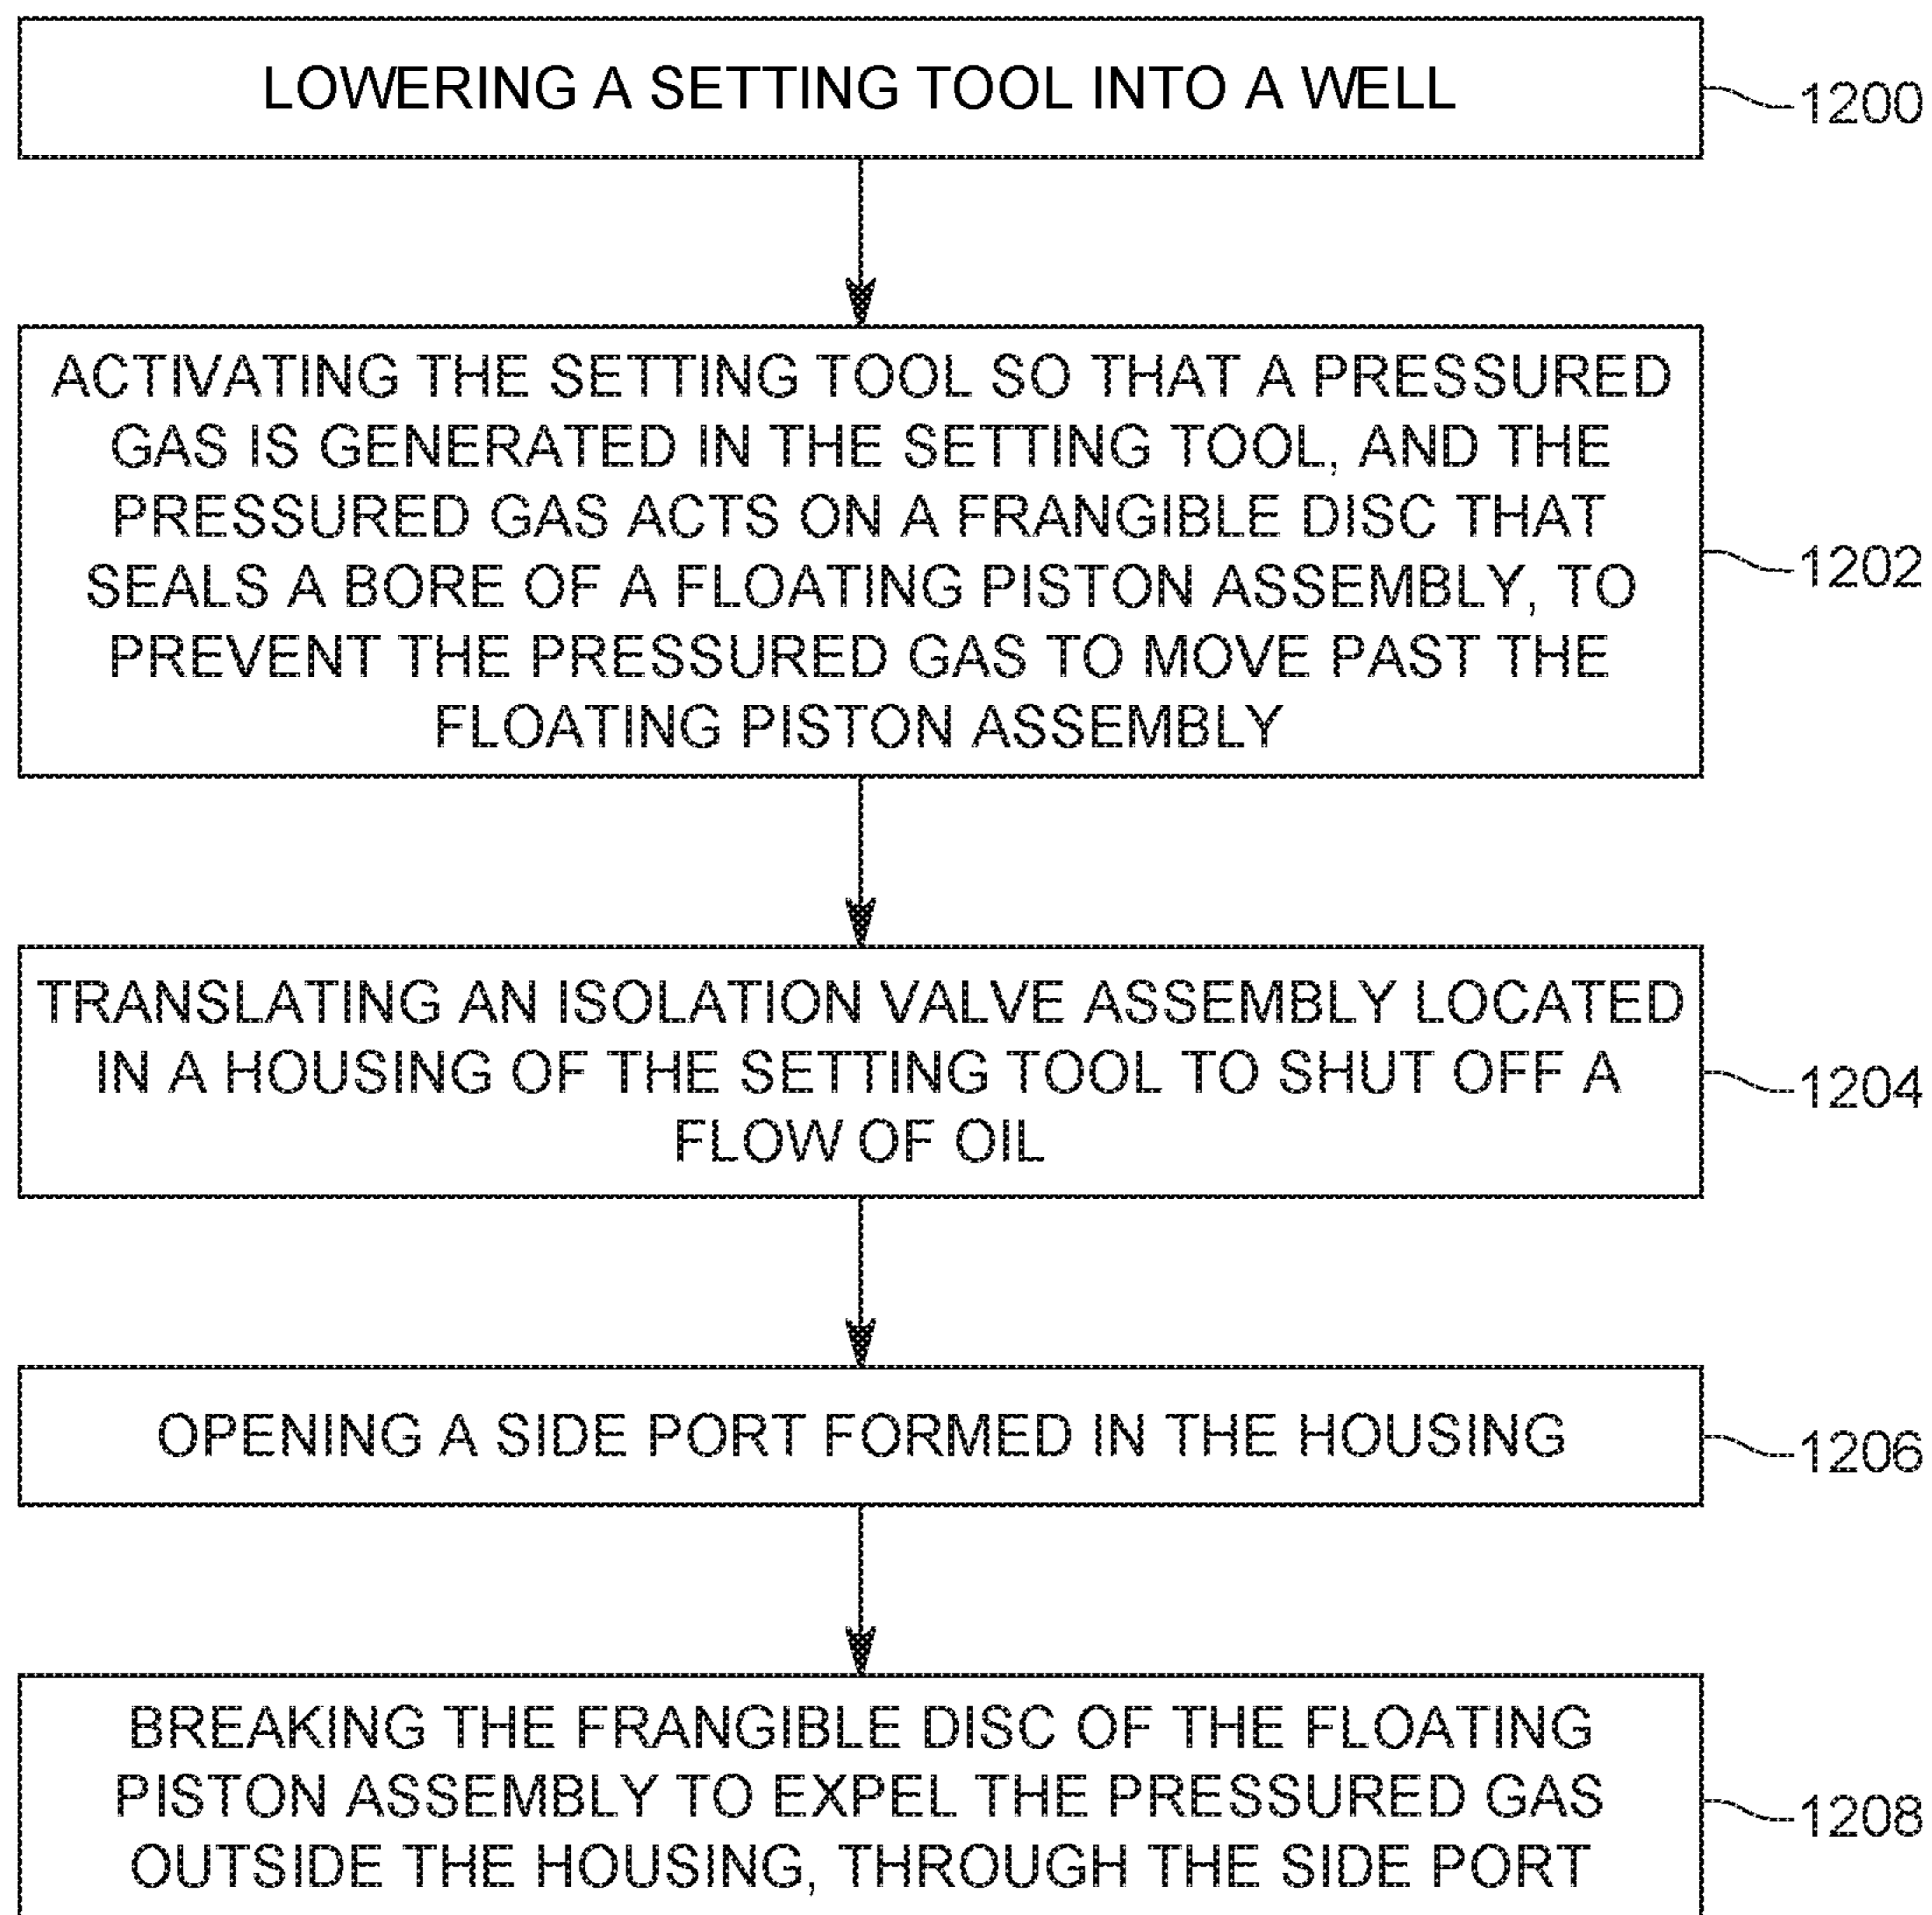 LOWERING A SETTING TOOL INTO A WELL
1200
ACTIVATING THE SETTING TOOL SO THAT A PRESSURED
GAS IS GENERATED IN THE SETTING TOOL, AND THE
PRESSURED GAS ACTS ON A FRANGIBLE DISC THAT
SEALS A BORE OF A FLOATING PISTON ASSEMBLY, TO
PREVENT THE PRESSURED GAS TO MOVE PAST THE
FLOATING PISTON ASSEMBLY
1202
TRANSLATING AN ISOLATION VALVE ASSEMBLY LOCATED
IN A HOUSING OF THE SETTING TOOL TO SHUT OFF A
FLOW OF OIL
1204
OPENING A SIDE PORT FORMED IN THE HOUSING
1206
BREAKING THE FRANGIBLE DISC OF THE FLOATING
PISTON ASSEMBLY TO EXPEL THE PRESSURED GAS
OUTSIDE THE HOUSING, THROUGH THE SIDE PORT
1208